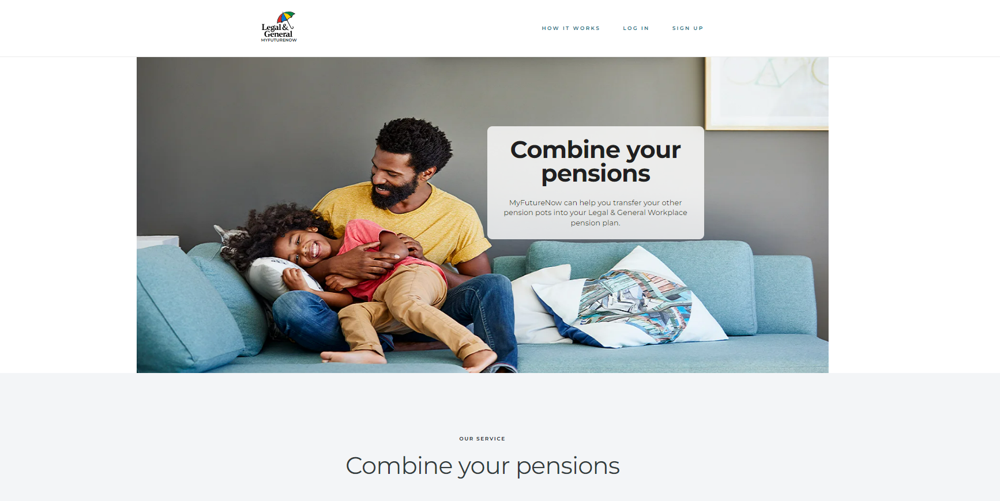 Legal &
General
MYFUTURENOW
HOW IT WORKS
LOG IN
SIGN UP
Combine your
pensions
MyFutureNow can help you transfer your other
pension pots into your Legal & General Workplace
pension plan.
OUR SERVICE
Combine your pensions